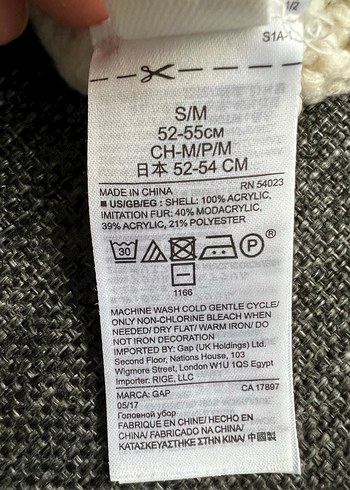 1/2
S1A-
S/M
52-55см
CH-M/P/M
日本 52-54 CM
MADE IN CHINA RN 54023
■ US/GB/EG : SHELL: 100% ACRYLIC,
IMITATION FUR: 40% MODACRYLIC,
39% ACRYLIC, 21% POLYESTER
30 P ®
1166
MACHINE WASH COLD GENTLE CYCLE/
ONLY NON-CHLORINE BLEACH WHEN
NEEDED/ DRY FLAT/ WARM IRON/ DO
NOT IRON DECORATION
IMPORTED BY: Gap (UK Holdings) Ltd.
Second Floor, Nations House, 103
Wigmore Street, London W1U 1QS Egypt
Importer: RIGE, LLC
MARCA: GAP CA 17897
05/17
Головной убор
FABRIQUE EN CHINE/ HECHO EN
CHINA/ FABRICADO NA CHINA/
ΚΑΤΑΣΚΕΥΑΣΤΗΚΕ ΣΤΗΝ ΚΙΝΑ/ 中國製